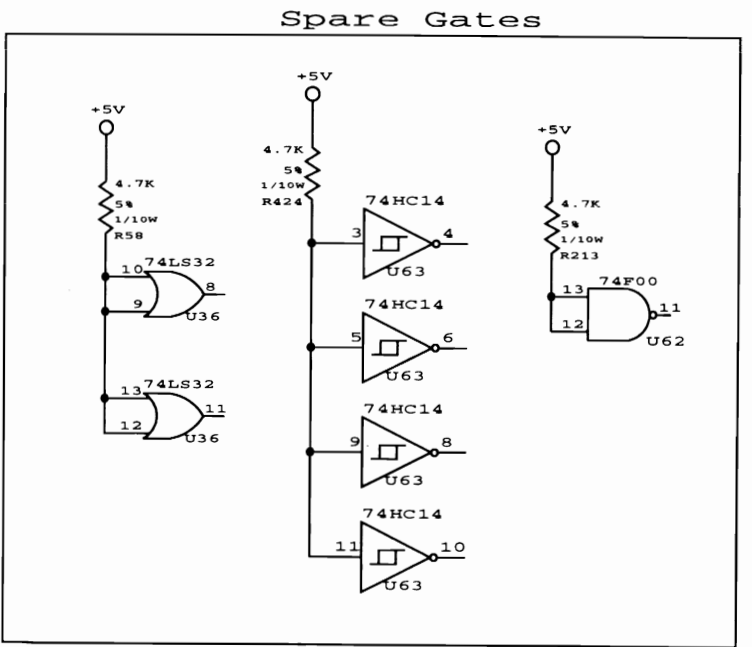 Spare Gates
+5V
4.7K
5%
1/10W
R58
74LS32
10
9
8
U36
74LS32
13
12
11
U36
+5V
4.7K
5%
1/10W
R424
74HC14
3
4
U63
74HC14
5
6
U63
74HC14
9
8
U63
74HC14
11
10
U63
+5V
4.7K
5%
1/10W
R213
74F00
13
12
11
U62